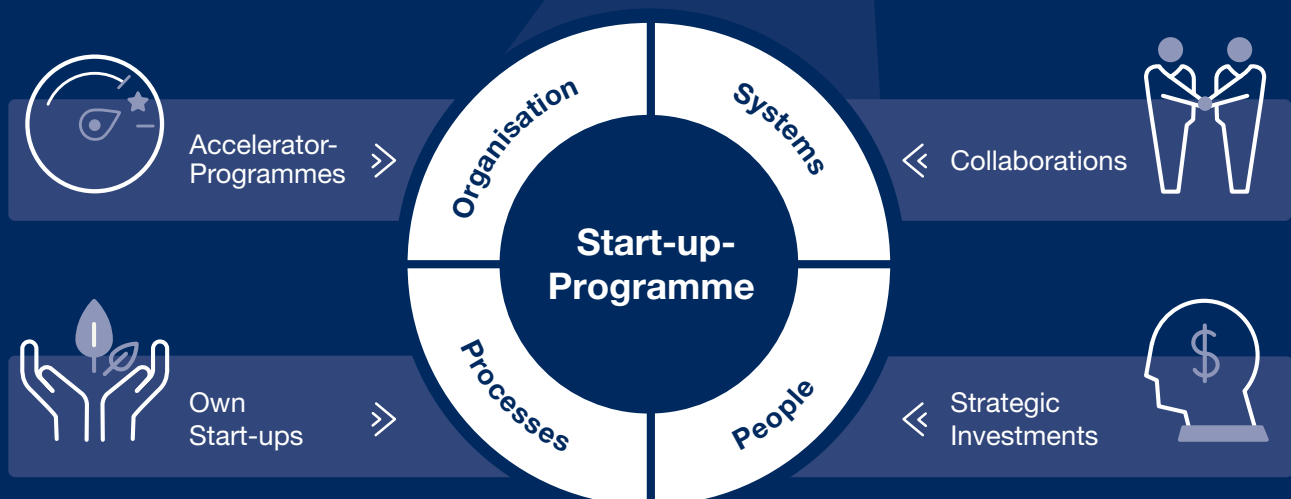 Organisation
Systems
Accelerator-
Programmes
Collaborations
Start-up-
Programme
Processes
People
Own
Start-ups
Strategic
Investments
$